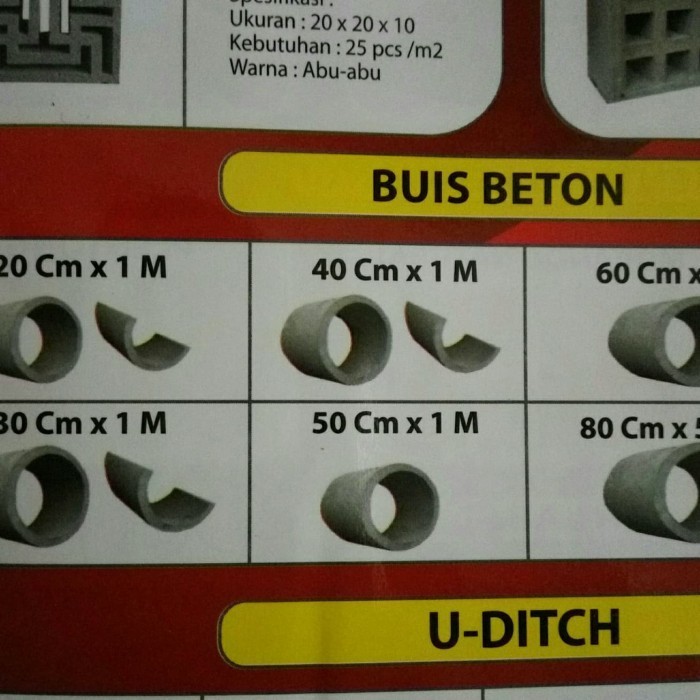 Ukuran : 20 x 20 x 10
Kebutuhan : 25 pcs /m2
Warna : Abu-abu
BUIS BETON
20 Cm x 1 M
40 Cm x 1 M
60 Cm x
30 Cm x 1 M
50 Cm x 1 M
80 Cm x
U-DITCH